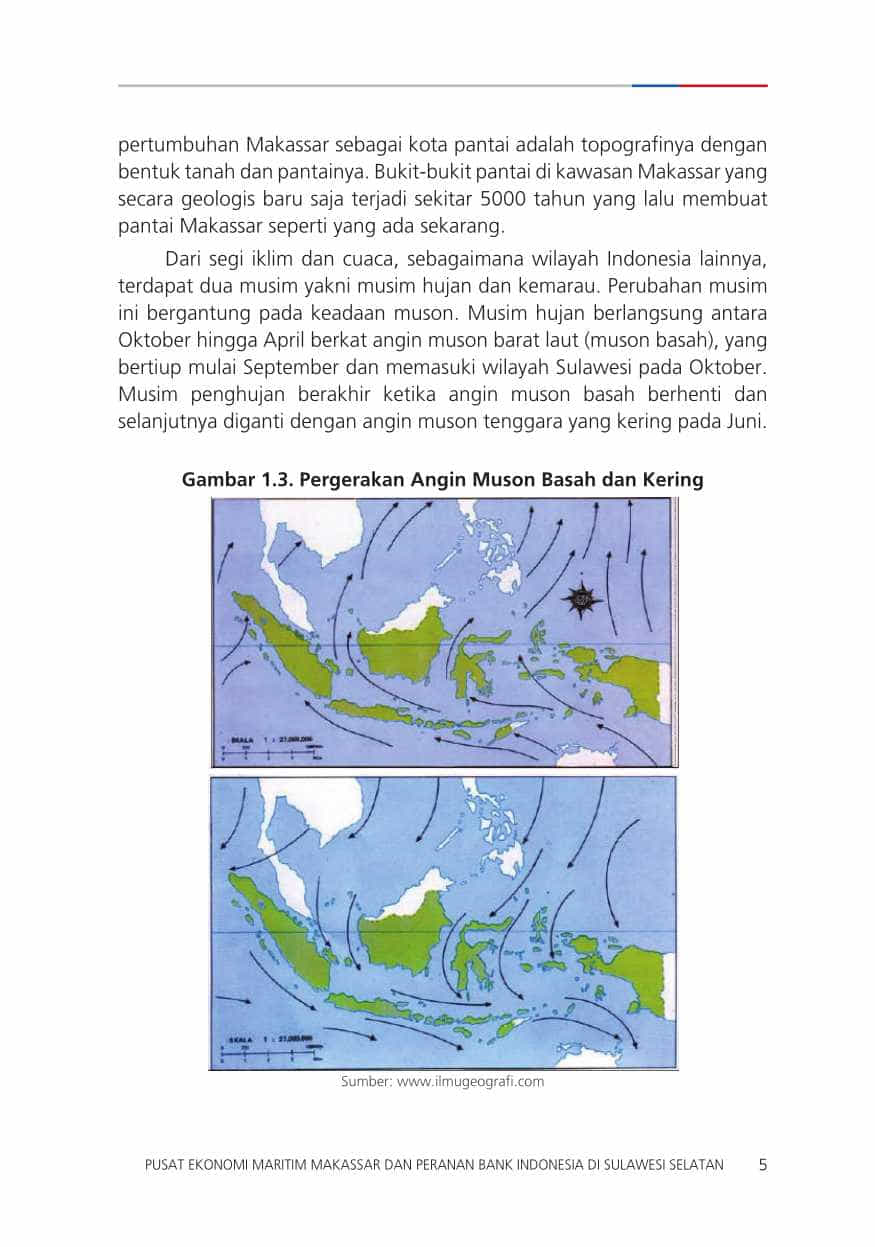 pertumbuhan Makassar sebagai kota pantai adalah topografinya dengan
bentuk tanah dan pantainya. Bukit-bukit pantai di kawasan Makassar yang
secara geologis baru saja terjadi sekitar 5000 tahun yang lalu membuat
pantai Makassar seperti yang ada sekarang.
Dari segi iklim dan cuaca, sebagaimana wilayah Indonesia lainnya,
terdapat dua musim yakni musim hujan dan kemarau. Perubahan musim
ini bergantung pada keadaan muson. Musim hujan berlangsung antara
Oktober hingga April berkat angin muson barat laut (muson basah), yang
bertiup mulai September dan memasuki wilayah Sulawesi pada Oktober.
Musim penghujan berakhir ketika angin muson basah berhenti dan
selanjutnya diganti dengan angin muson tenggara yang kering pada Juni.
Gambar 1.3. Pergerakan Angin Muson Basah dan Kering
SKALA 1 : 21.000.000
SKALA 1 : 21.000.000
Sumber: www.ilmugeografi.com
PUSAT EKONOMI MARITIM MAKASSAR DAN PERANAN BANK INDONESIA DI SULAWESI SELATAN 5